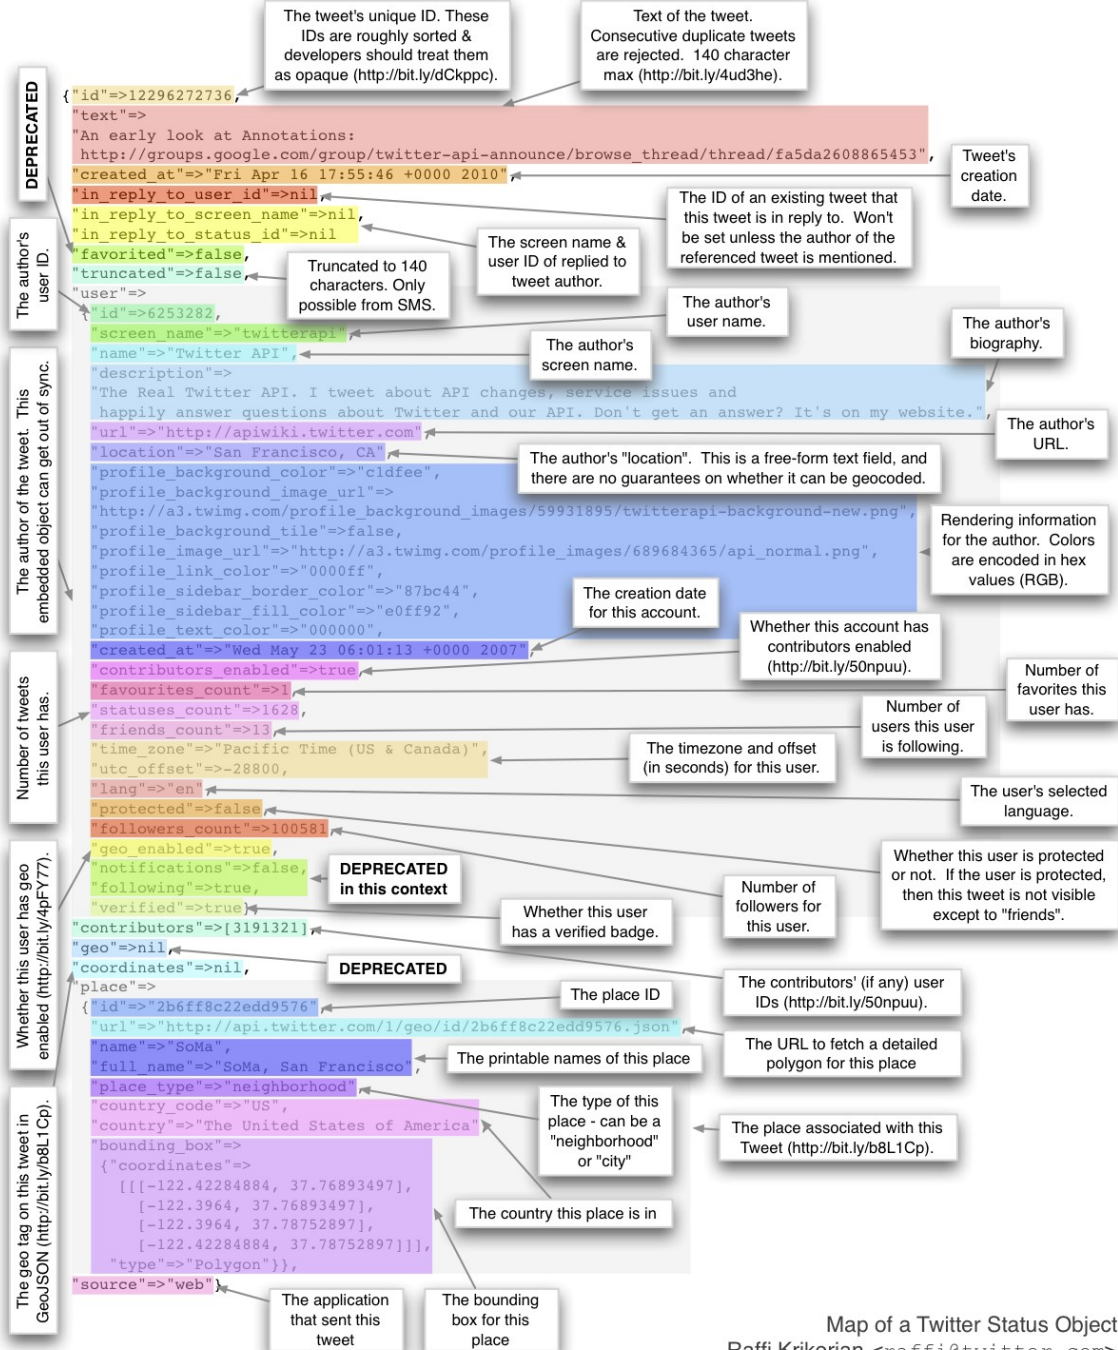 The tweet's unique ID. These
IDs are roughly sorted &
developers should treat them
as opaque (http://bit.ly/dCkppc).
Text of the tweet.
Consecutive duplicate tweets
are rejected. 140 character
max (http://bit.ly/4ud3he).
DEPRECATED
{"id"=>12296272736,
"text"=>
"An early look at Annotations:
http://groups.google.com/group/twitter-api-announce/browse_thread/thread/fa5da2608865453",
"created_at"=>"Fri Apr 16 17:55:46 +0000 2010",
Tweet's
creation
date.
"in_reply_to_user_id"=>nil,
"in_reply_to_screen_name"=>nil,
"in_reply_to_status_id"=>nil
The ID of an existing tweet that
this tweet is in reply to. Won't
be set unless the author of the
referenced tweet is mentioned.
The screen name &
user ID of replied to
tweet author.
"favorited"=>false,
"truncated"=>false,
Truncated to 140
characters. Only
possible from SMS.
The author's
user ID.
"user"=>
{"id"=>6253282,
"screen_name"=>"twitterapi",
The author's
user name.
"name"=>"Twitter API",
The author's
screen name.
The author's
biography.
"description"=>
"The Real Twitter API. I tweet about API changes, service issues and
happily answer questions about Twitter and our API. Don't get an answer? It's on my website.",
"url"=>"http://apiwiki.twitter.com",
The author's
URL.
"location"=>"San Francisco, CA",
The author's "location". This is a free-form text field, and
there are no guarantees on whether it can be geocoded.
The author of the tweet. This
embedded object can get out of sync.
"profile_background_color"=>"c1dfee",
"profile_background_image_url"=>
"http://a3.twimg.com/profile_background_images/59931895/twitterapi-background-new.png",
"profile_background_tile"=>false,
"profile_image_url"=>"http://a3.twimg.com/profile_images/689684365/api_normal.png",
"profile_link_color"=>"0000ff",
"profile_sidebar_border_color"=>"87bc44",
"profile_sidebar_fill_color"=>"e0ff92",
"profile_text_color"=>"000000",
Rendering information
for the author. Colors
are encoded in hex
values (RGB).
The creation date
for this account.
"created_at"=>"Wed May 23 06:01:13 +0000 2007",
"contributors_enabled"=>true,
Whether this account has
contributors enabled
(http://bit.ly/50npuu).
"favourites_count"=>1,
Number of
favorites this
user has.
"statuses_count"=>1628,
Number of tweets
this user has.
"friends_count"=>13,
Number of
users this user
is following.
"time_zone"=>"Pacific Time (US & Canada)",
"utc_offset"=>-28800,
The timezone and offset
(in seconds) for this user.
"lang"=>"en",
The user's selected
language.
"protected"=>false,
"followers_count"=>100581,
"geo_enabled"=>true,
"notifications"=>false,
"following"=>true,
DEPRECATED
in this context
Number of
followers for
this user.
Whether this user is protected
or not. If the user is protected,
then this tweet is not visible
except to "friends".
"verified"=>true},
Whether this user
has a verified badge.
Whether this user has geo
enabled (http://bit.ly/4pFY77).
"contributors"=>[3191321],
"geo"=>nil,
DEPRECATED
"coordinates"=>nil,
The contributors' (if any) user
IDs (http://bit.ly/50npuu).
"place"=>
{"id"=>"2b6ff8c22edd9576",
The place ID
"url"=>"http://api.twitter.com/1/geo/id/2b6ff8c22edd9576.json",
The URL to fetch a detailed
polygon for this place
"name"=>"SoMa",
"full_name"=>"SoMa, San Francisco",
The printable names of this place
"place_type"=>"neighborhood",
The type of this
place - can be a
"neighborhood"
or "city"
The place associated with this
Tweet (http://bit.ly/b8L1Cp).
"country_code"=>"US",
"country"=>"The United States of America",
The country this place is in
The geo tag on this tweet in
GeoJSON (http://bit.ly/b8L1Cp).
"bounding_box"=>
{"coordinates"=>
[[[-122.42284884, 37.76893497],
[-122.3964, 37.76893497],
[-122.3964, 37.78752897],
[-122.42284884, 37.78752897]]],
"type"=>"Polygon"}},
"source"=>"web"}
The application
that sent this
tweet
The bounding
box for this
place
Map of a Twitter Status Object
Raffi Krikorian <raffi@twitter.com>